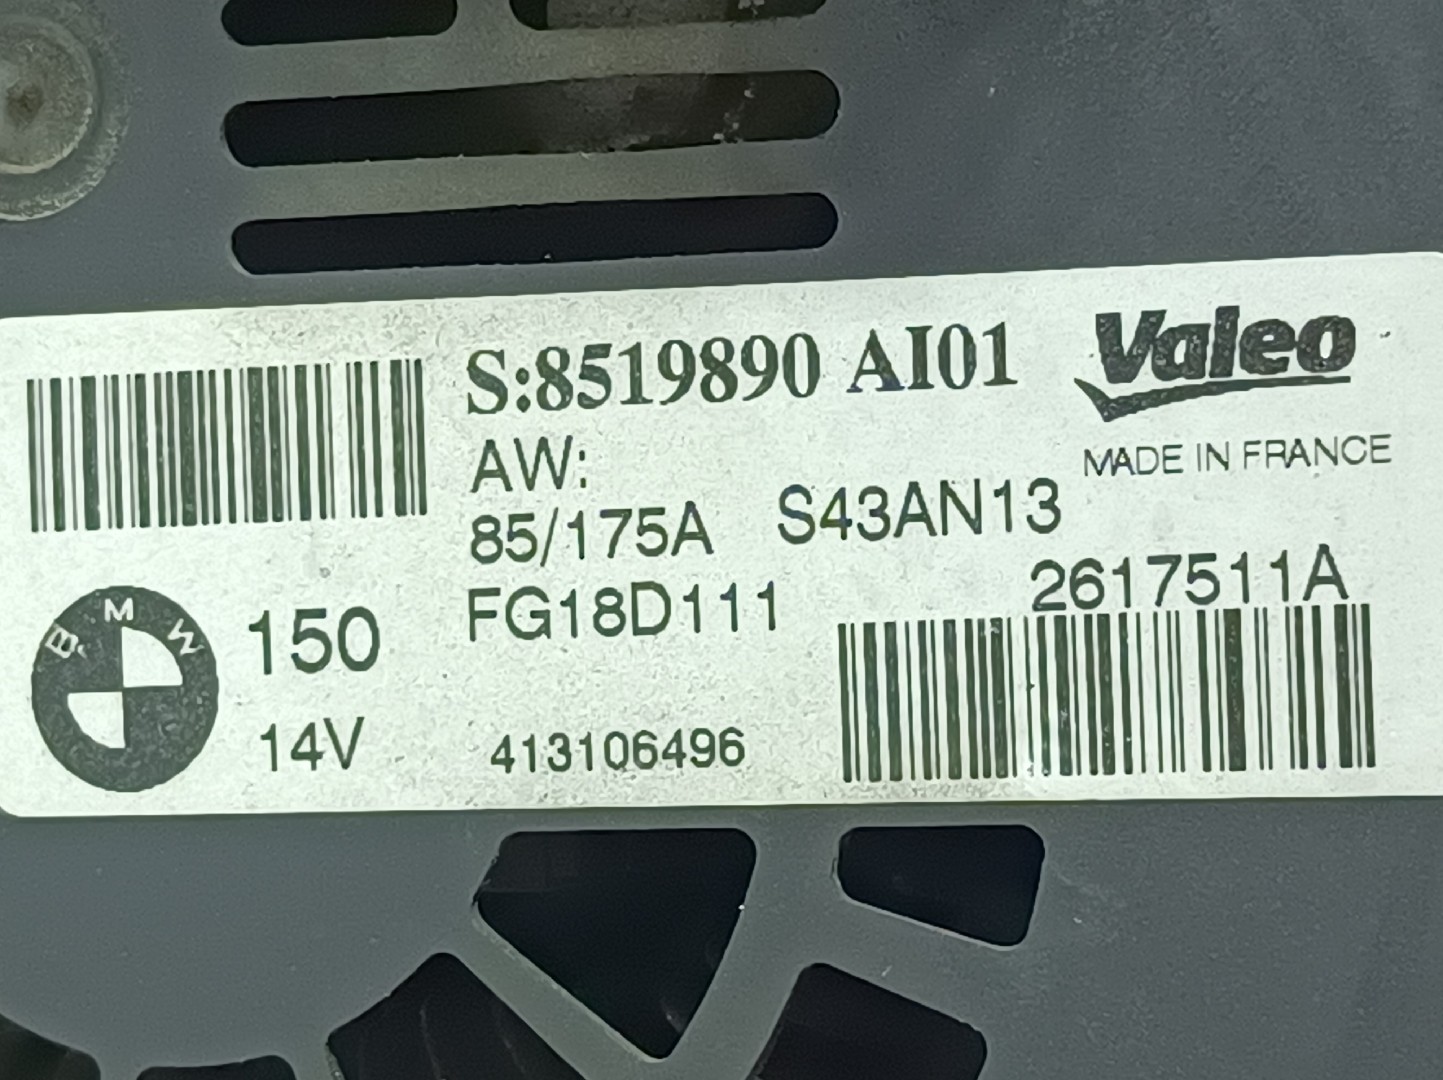 S:8519890 AI01
Valeo
MADE IN FRANCE
AW:
85/175A S43AN13
FG18D111
2617511A
BMW
150
14V
413106496